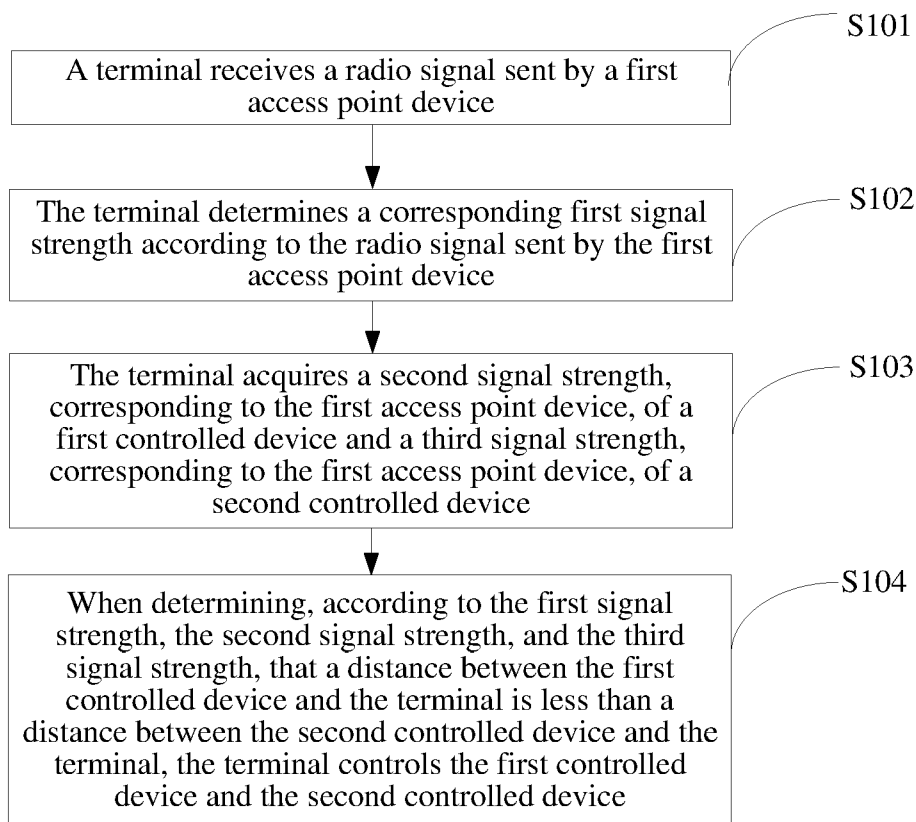 S101
A terminal receives a radio signal sent by a first
access point device
S102
The terminal determines a corresponding first signal
strength according to the radio signal sent by the first
access point device
S103
The terminal acquires a second signal strength,
corresponding to the first access point device, of a
first controlled device and a third signal strength,
corresponding to the first access point device, of a
second controlled device
S104
When determining, according to the first signal
strength, the second signal strength, and the third
signal strength, that a distance between the first
controlled device and the terminal is less than a
distance between the second controlled device and the
terminal, the terminal controls the first controlled
device and the second controlled device